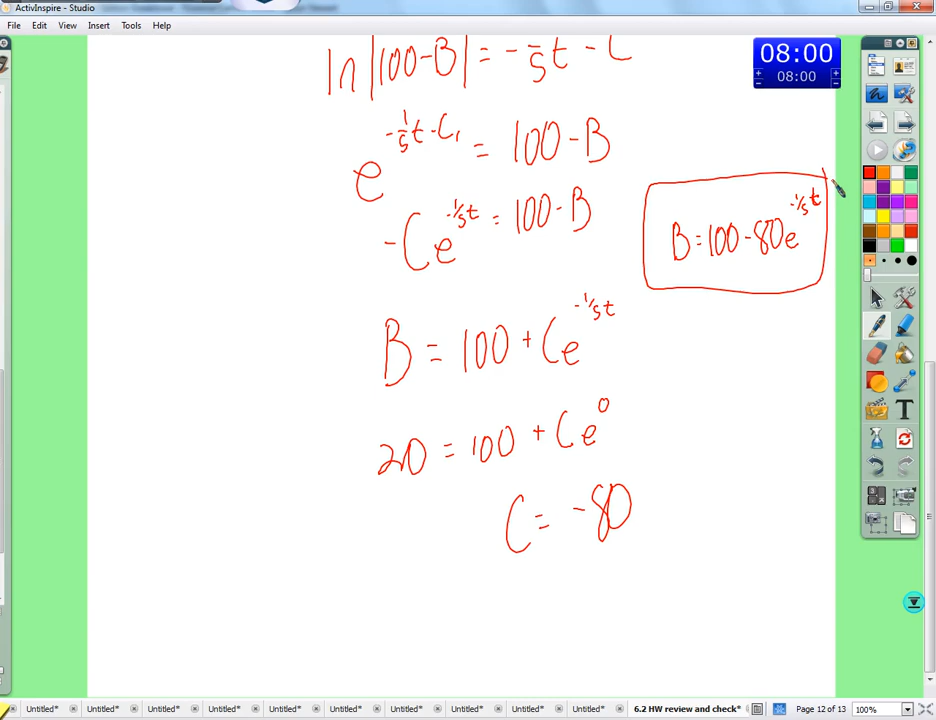 ActivInspire - Studio
File Edit View Insert Tools
08:00
08:00
ln|100-B| = -1/5t - C
e^(-1/5t - C₁) = 100 - B
-Ce^(-1/5t) = 100 - B
B = 100 - 80e^(-1/5t)
B = 100 + Ce^(-1/5t)
20 = 100 + Ce^0
C = -80
Untitled* Untitled* Untitled* Untitled* Untitled* Untitled* Untitled* Untitled* Untitled* Untitled* 6.2 HW review and check* Page 12 of 13 100%